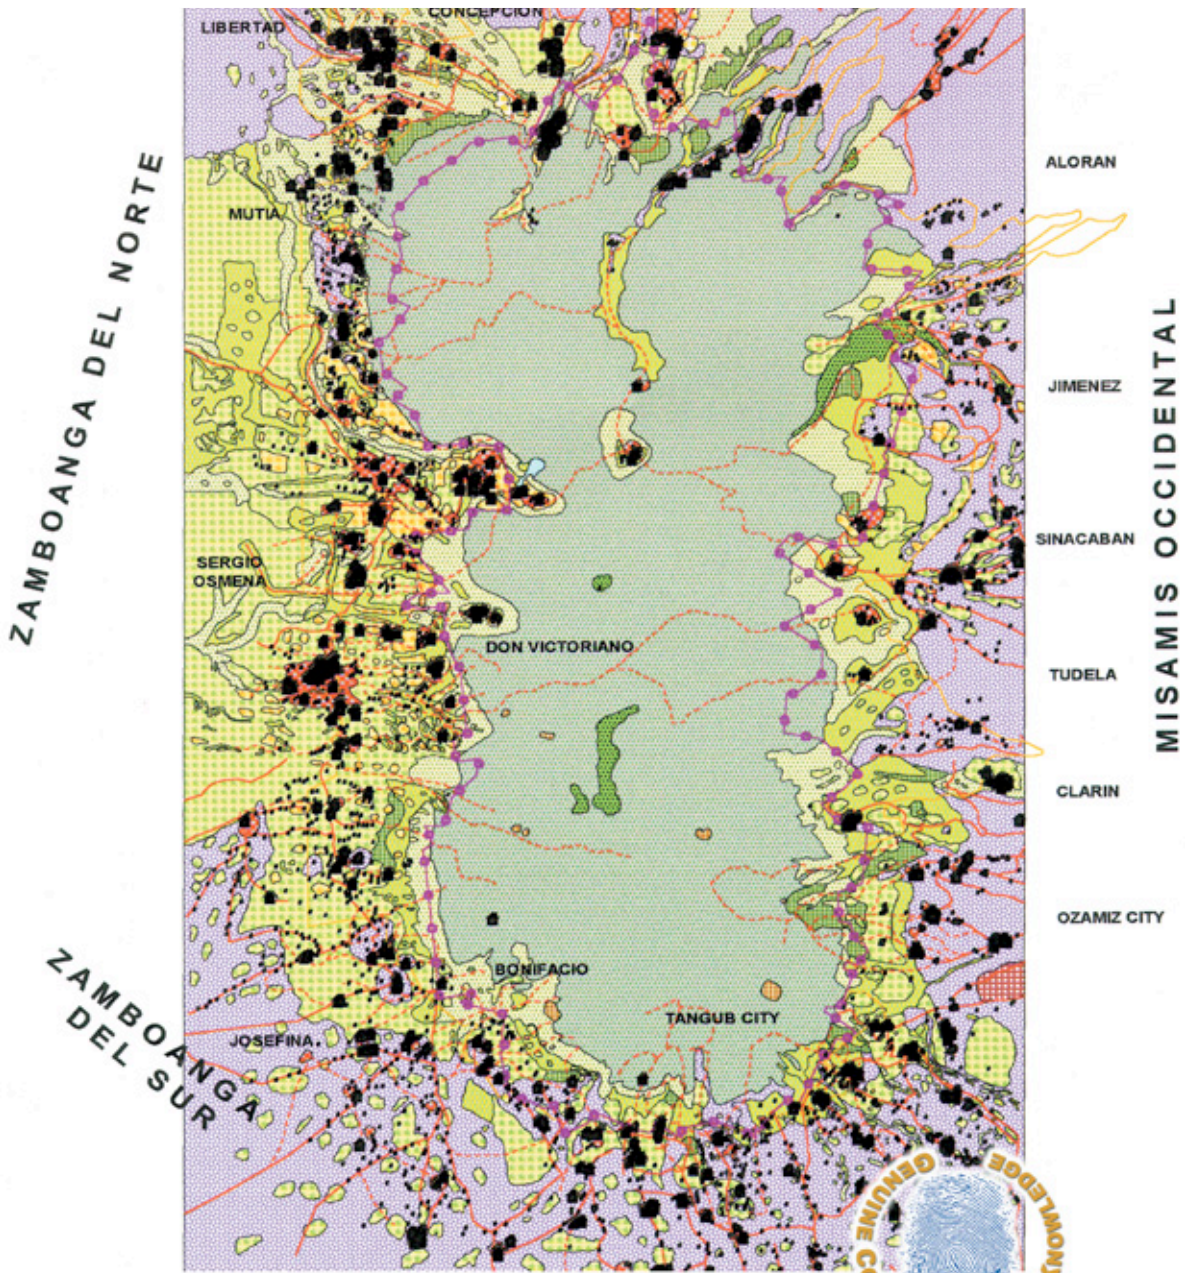 CONCEPCION
LIBERTAD
ALORAN
MUTIA
ZAMBOANGA DEL NORTE
JIMENEZ
MISAMIS OCCIDENTAL
SINACABAN
SERGIO
OSMENA
DON VICTORIANO
TUDELA
CLARIN
OZAMIZ CITY
BONIFACIO
TANGUB CITY
ZAMBOANGA
DEL SUR
JOSEFINA
GENUINE